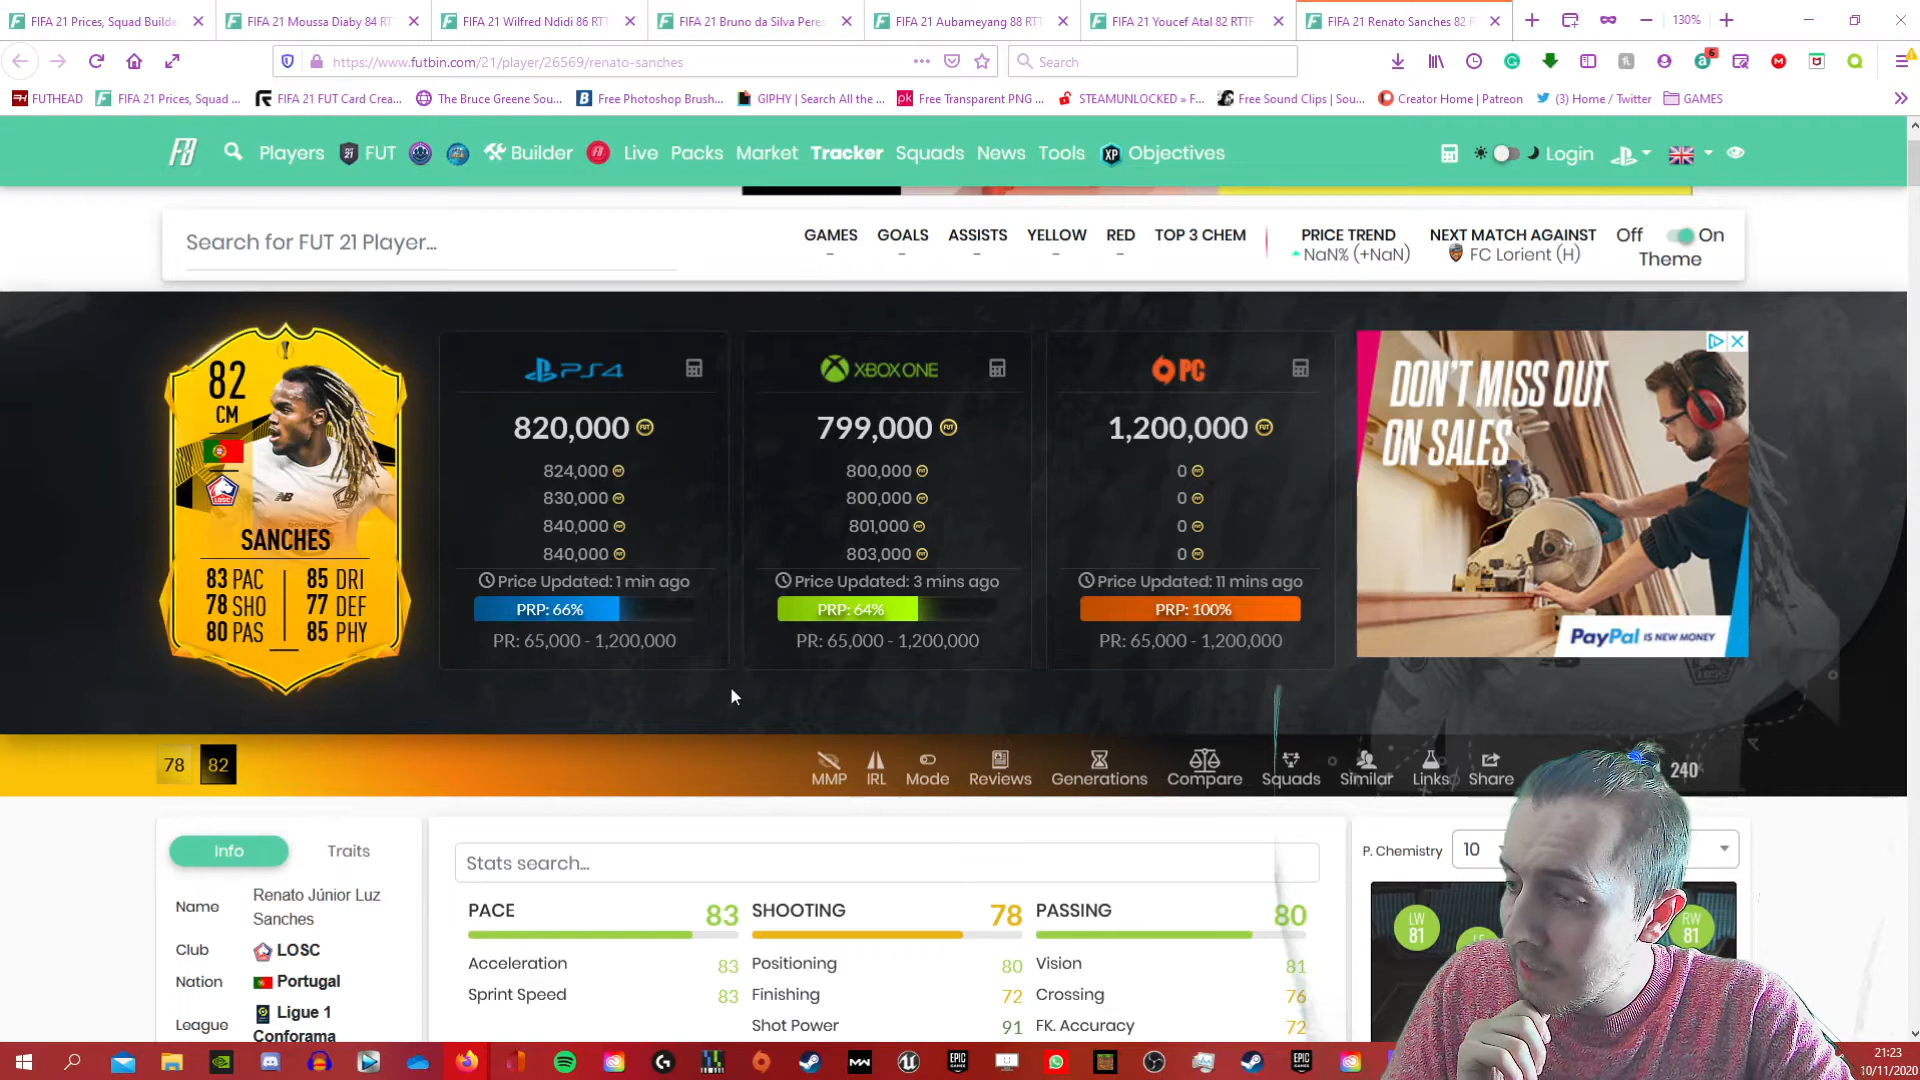 FIFA 21 Prices, Squad Builde
FIFA 21 Moussa Diaby 84 RT
FIFA 21 Wilfred Ndidi 86 RTT
FIFA 21 Bruno da Silva Peres
FIFA 21 Aubameyang 88 RTT
FIFA 21 Youcef Atal 82 RTTF
FIFA 21 Renato Sanches 82 R
130%
https://www.futbin.com/21/player/26569/renato-sanches
Search
6
FUTHEAD
FIFA 21 Prices, Squad ...
FIFA 21 FUT Card Crea...
The Bruce Greene Sou...
Free Photoshop Brush...
GIPHY | Search All the ...
Free Transparent PNG ...
STEAMUNLOCKED » F...
Free Sound Clips | Sou...
Creator Home | Patreon
(3) Home / Twitter
GAMES
FB
Players
FUT
Builder
Live
Packs
Market
Tracker
Squads
News
Tools
XP
Objectives
Login
Search for FUT 21 Player...
GAMES GOALS ASSISTS YELLOW RED TOP 3 CHEM
- - - - -
PRICE TREND
NaN% (+NaN)
NEXT MATCH AGAINST
FC Lorient (H)
Off On
Theme
82
CM
LOSC
SANCHES
83 PAC 85 DRI
78 SHO 77 DEF
80 PAS 85 PHY
PS4
820,000
824,000
830,000
840,000
840,000
Price Updated: 1 min ago
PRP: 66%
PR: 65,000 - 1,200,000
XBOX ONE
799,000
800,000
800,000
801,000
803,000
Price Updated: 3 mins ago
PRP: 64%
PR: 65,000 - 1,200,000
PC
1,200,000
0
0
0
0
Price Updated: 11 mins ago
PRP: 100%
PR: 65,000 - 1,200,000
DON'T MISS OUT
ON SALES
PayPal IS NEW MONEY
78 82
MMP IRL Mode Reviews Generations Compare Squads Similar Links Share
240
Info Traits
Name Renato Júnior Luz
Sanches
Club LOSC
Nation Portugal
League Ligue 1
Conforama
Stats search...
PACE 83
Acceleration 83
Sprint Speed 83
SHOOTING 78
Positioning 80
Finishing 72
Shot Power 91
PASSING 80
Vision 81
Crossing 76
FK. Accuracy 72
P. Chemistry 10
LW
81
RW
81
EPIC
GAMES
EPIC
GAMES
21:23
10/11/2020